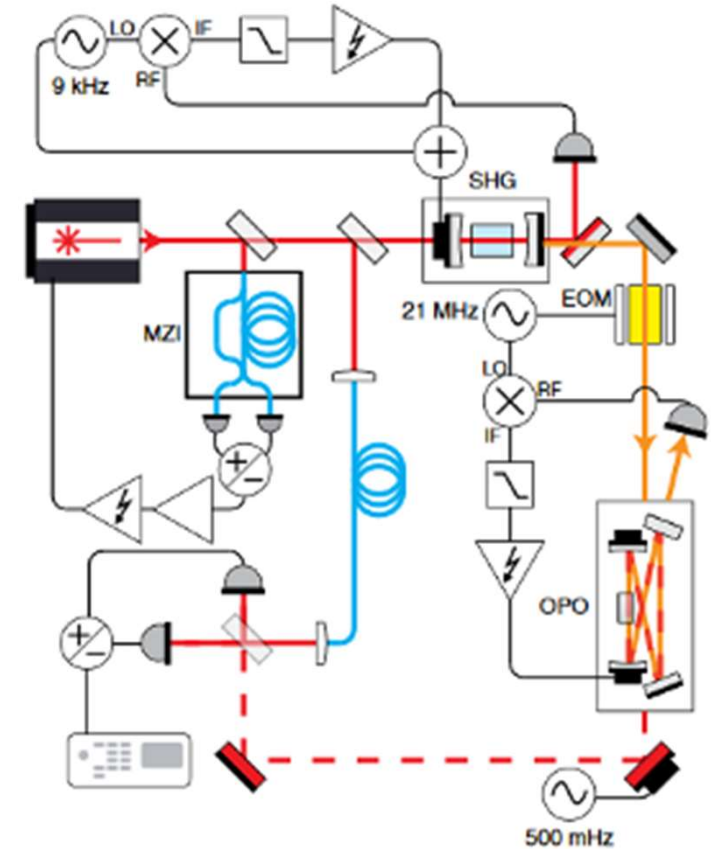 LO
IF
9 kHz
RF
SHG
21 MHz
EOM
MZI
LO
RF
IF
OPO
500 mHz